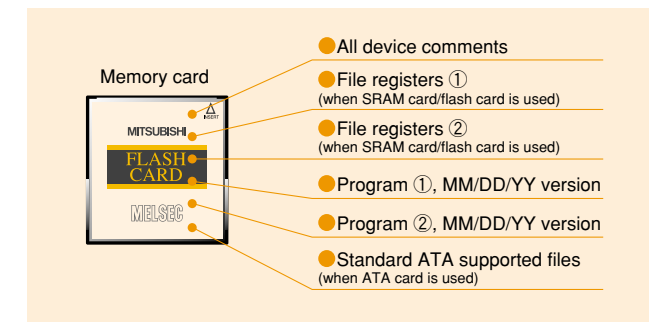 Memory card
INSERT
MITSUBISHI
FLASH
CARD
MELSEC
All device comments
File registers ①
(when SRAM card/flash card is used)
File registers ②
(when SRAM card/flash card is used)
Program ①, MM/DD/YY version
Program ②, MM/DD/YY version
Standard ATA supported files
(when ATA card is used)